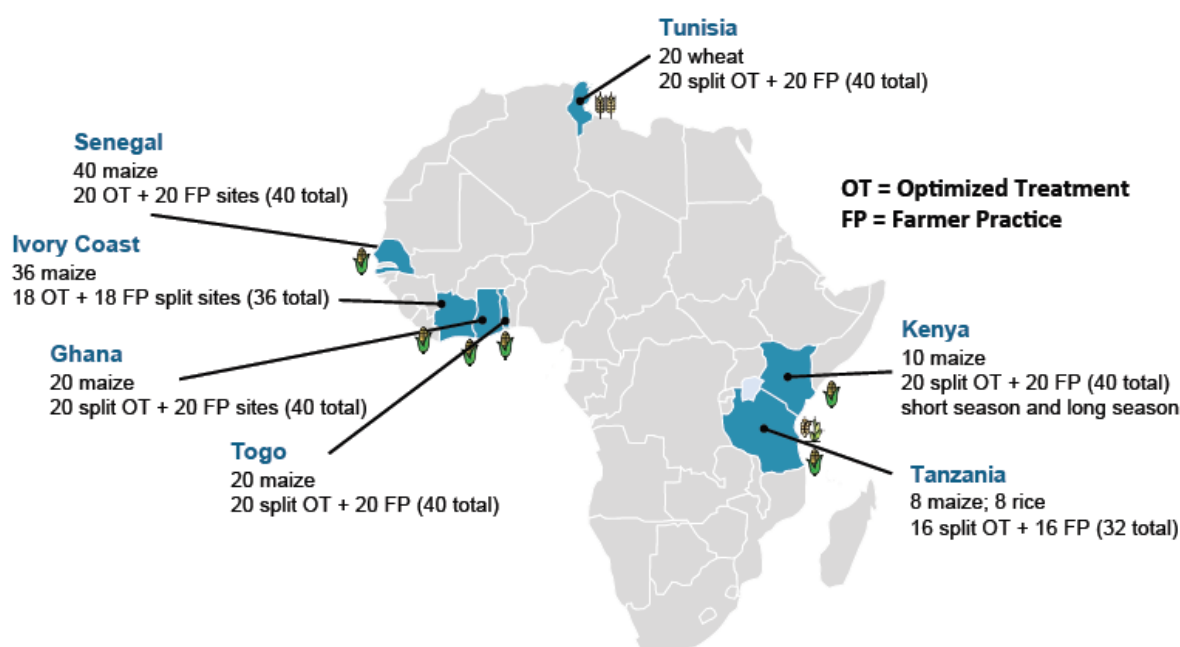 Tunisia
20 wheat
20 split OT + 20 FP (40 total)
Senegal
40 maize
20 OT + 20 FP sites (40 total)
OT = Optimized Treatment
FP = Farmer Practice
Ivory Coast
36 maize
18 OT + 18 FP split sites (36 total)
Ghana
20 maize
20 split OT + 20 FP sites (40 total)
Togo
20 maize
20 split OT + 20 FP (40 total)
Kenya
10 maize
20 split OT + 20 FP (40 total)
short season and long season
Tanzania
8 maize; 8 rice
16 split OT + 16 FP (32 total)